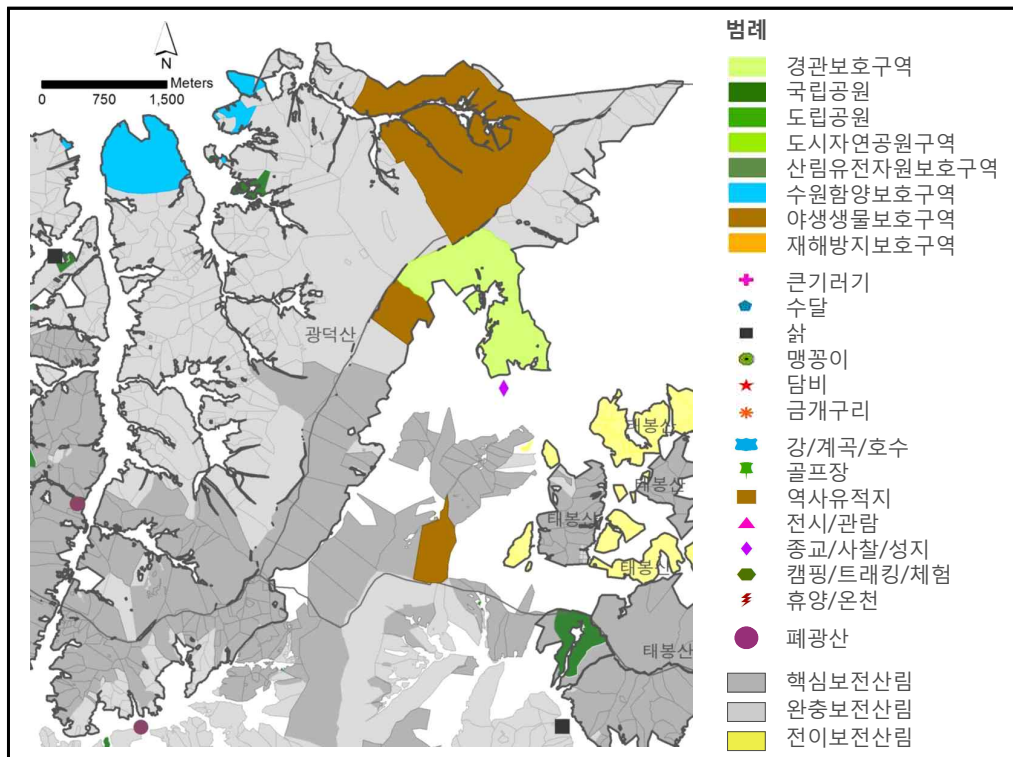 N
Meters
0 750 1,500
광덕산
태봉산
태봉산
태봉산
태봉산
태봉산
범례
경관보호구역
국립공원
도립공원
도시자연공원구역
산림유전자원보호구역
수원함양보호구역
야생생물보호구역
재해방지보호구역
큰기러기
수달
삵
맹꽁이
담비
금개구리
강/계곡/호수
골프장
역사유적지
전시/관람
종교/사찰/성지
캠핑/트래킹/체험
휴양/온천
폐광산
핵심보전산림
완충보전산림
전이보전산림